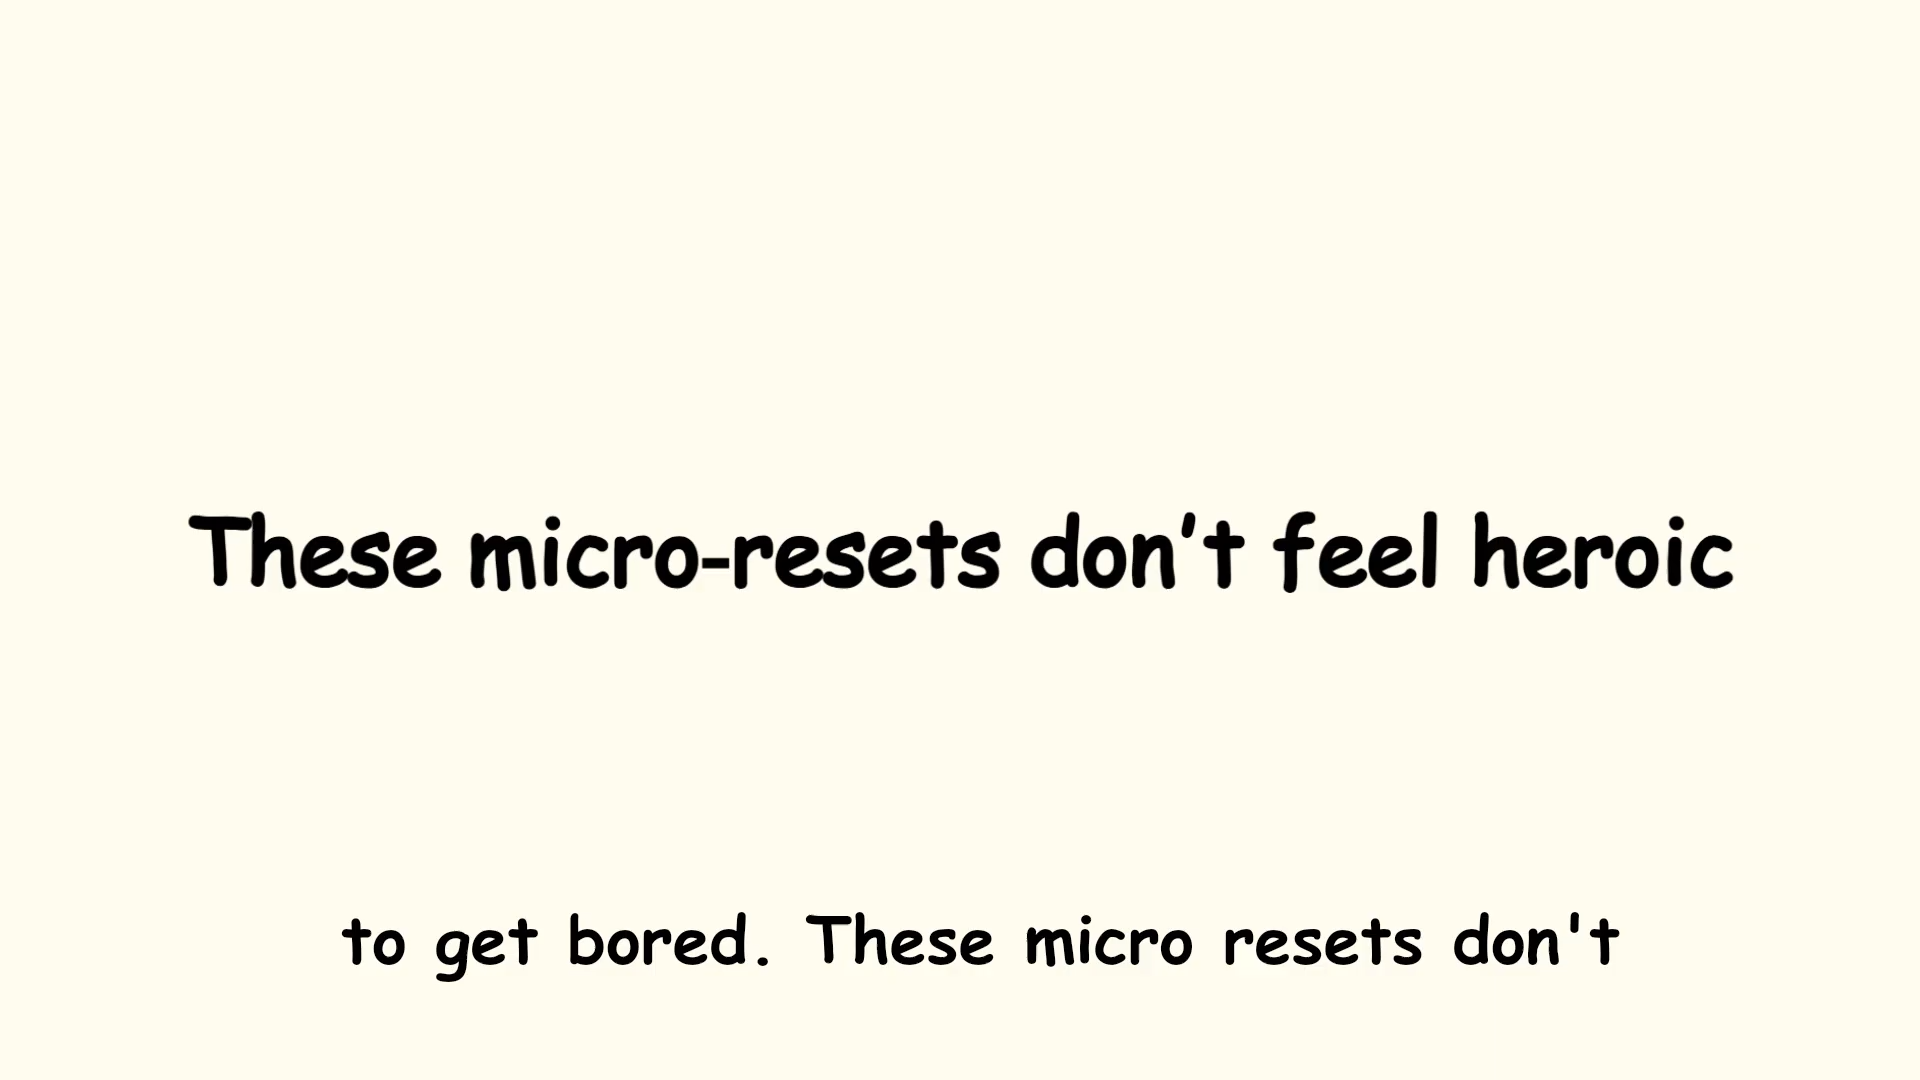 These micro-resets don’t feel heroic
to get bored. These micro resets don't